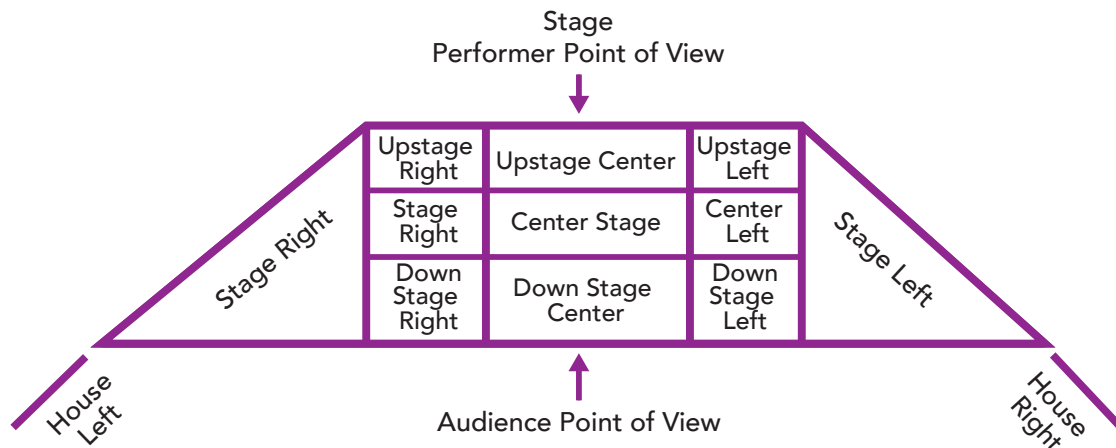 Stage
Performer Point of View
Upstage
Right
Upstage Center
Upstage
Left
Stage
Right
Center Stage
Center
Left
Down
Stage
Right
Down Stage
Center
Down
Stage
Left
Stage Right
Stage Left
House
Left
Audience Point of View
House
Right